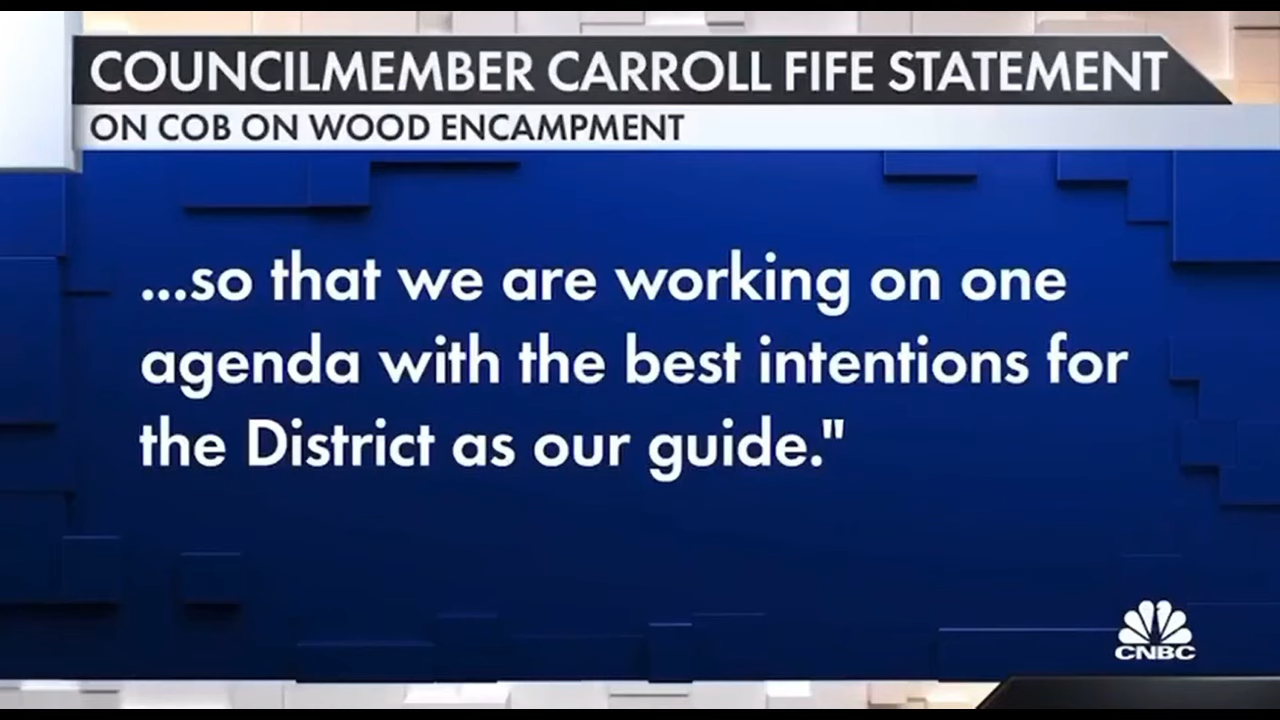 COUNCILMEMBER CARROLL FIFE STATEMENT
ON COB ON WOOD ENCAMPMENT
...so that we are working on one
agenda with the best intentions for
the District as our guide."
CNBC